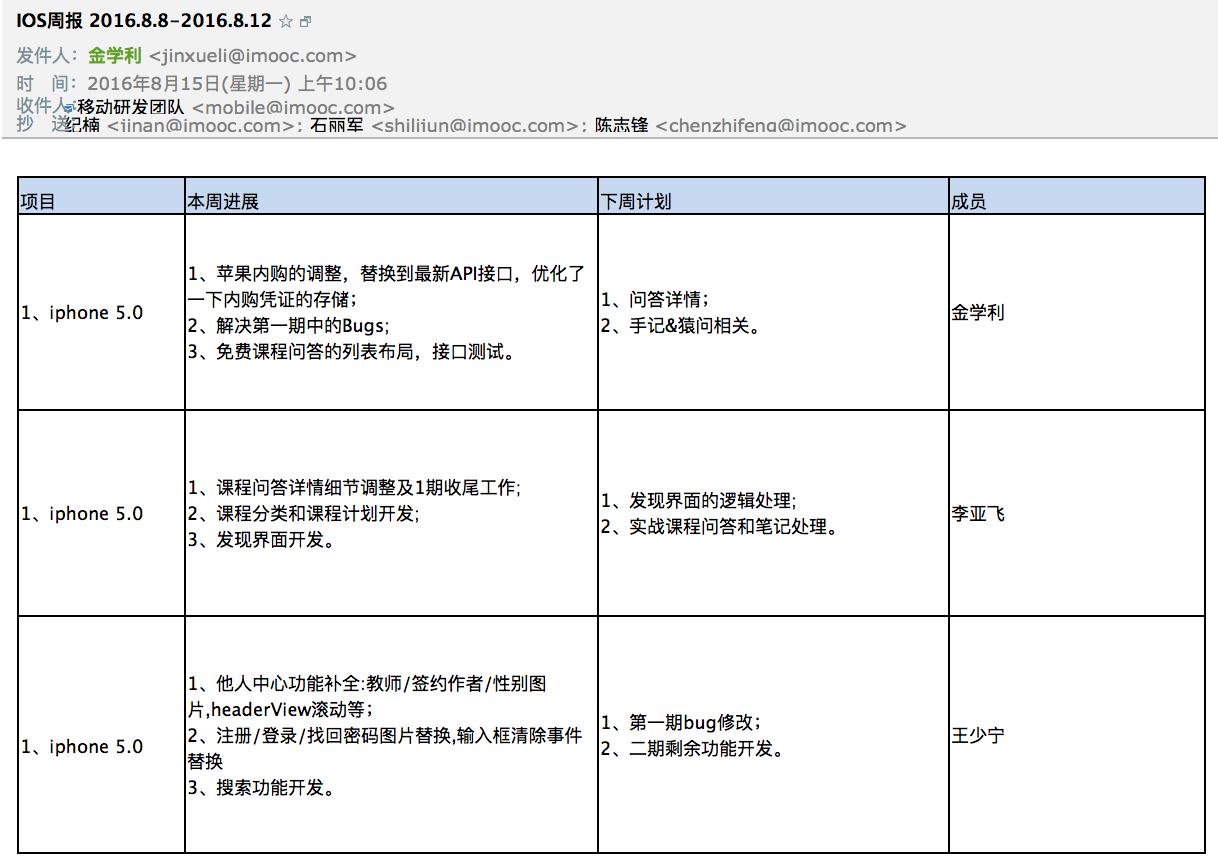 IOS周报 2016.8.8-2016.8.12
发件人: 金学利 <jinxueli@imooc.com>
时 间: 2016年8月15日(星期一) 上午10:06
收件人: 移动研发团队 <mobile@imooc.com>
抄 送 纪楠 <jinan@imooc.com>; 石丽军 <shilijun@imooc.com>; 陈志锋 <chenzhifeng@imooc.com>
项目 本周进展 下周计划 成员
1、iphone 5.0
1、苹果内购的调整，替换到最新API接口，优化了
一下内购凭证的存储；
2、解决第一期中的Bugs;
3、免费课程问答的列表布局，接口测试。
1、问答详情；
2、手记&猿问相关。
金学利
1、iphone 5.0
1、课程问答详情细节调整及1期收尾工作;
2、课程分类和课程计划开发;
3、发现界面开发。
1、发现界面的逻辑处理;
2、实战课程问答和笔记处理。
李亚飞
1、iphone 5.0
1、他人中心功能补全:教师/签约作者/性别图
片,headerView滚动等；
2、注册/登录/找回密码图片替换,输入框清除事件
替换
3、搜索功能开发。
1、第一期bug修改；
2、二期剩余功能开发。
王少宁